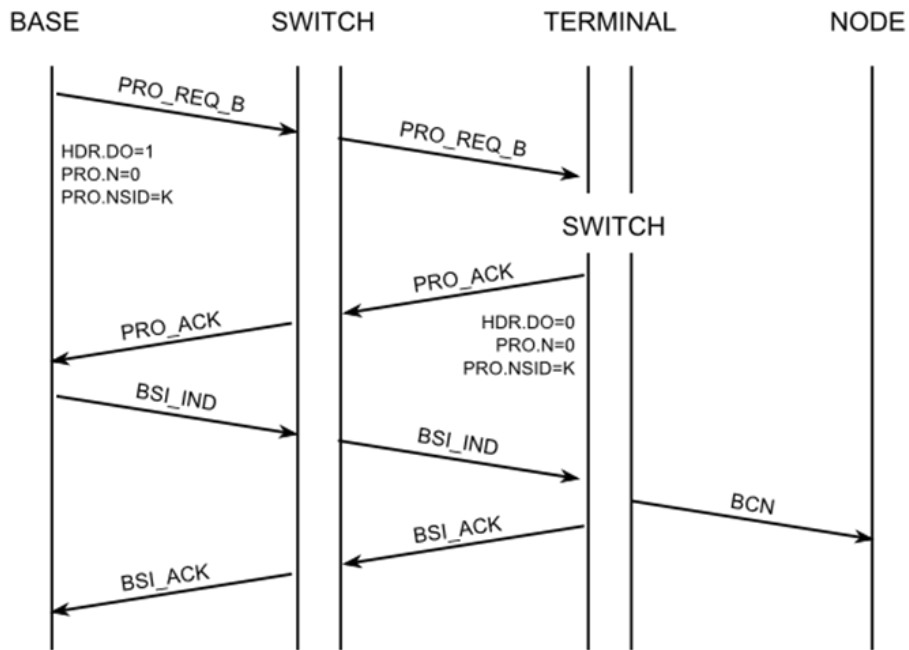 BASE SWITCH TERMINAL NODE
PRO_REQ_B
PRO_REQ_B
HDR.DO=1
PRO.N=0
PRO.NSID=K
SWITCH
PRO_ACK
PRO_ACK
HDR.DO=0
PRO.N=0
PRO.NSID=K
BSI_IND
BSI_IND
BCN
BSI_ACK
BSI_ACK